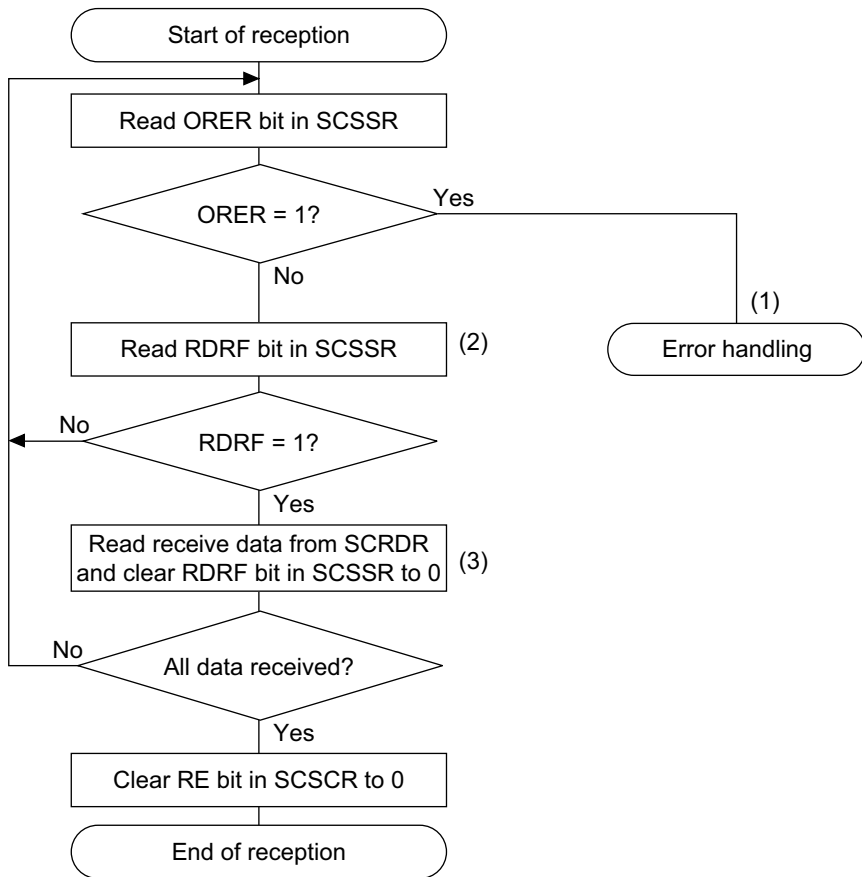 Start of reception
Read ORER bit in SCSSR
Yes
ORER = 1?
No
(1)
Read RDRF bit in SCSSR
(2)
Error handling
No
RDRF = 1?
Yes
Read receive data from SCRDR
and clear RDRF bit in SCSSR to 0
(3)
No
All data received?
Yes
Clear RE bit in SCSCR to 0
End of reception